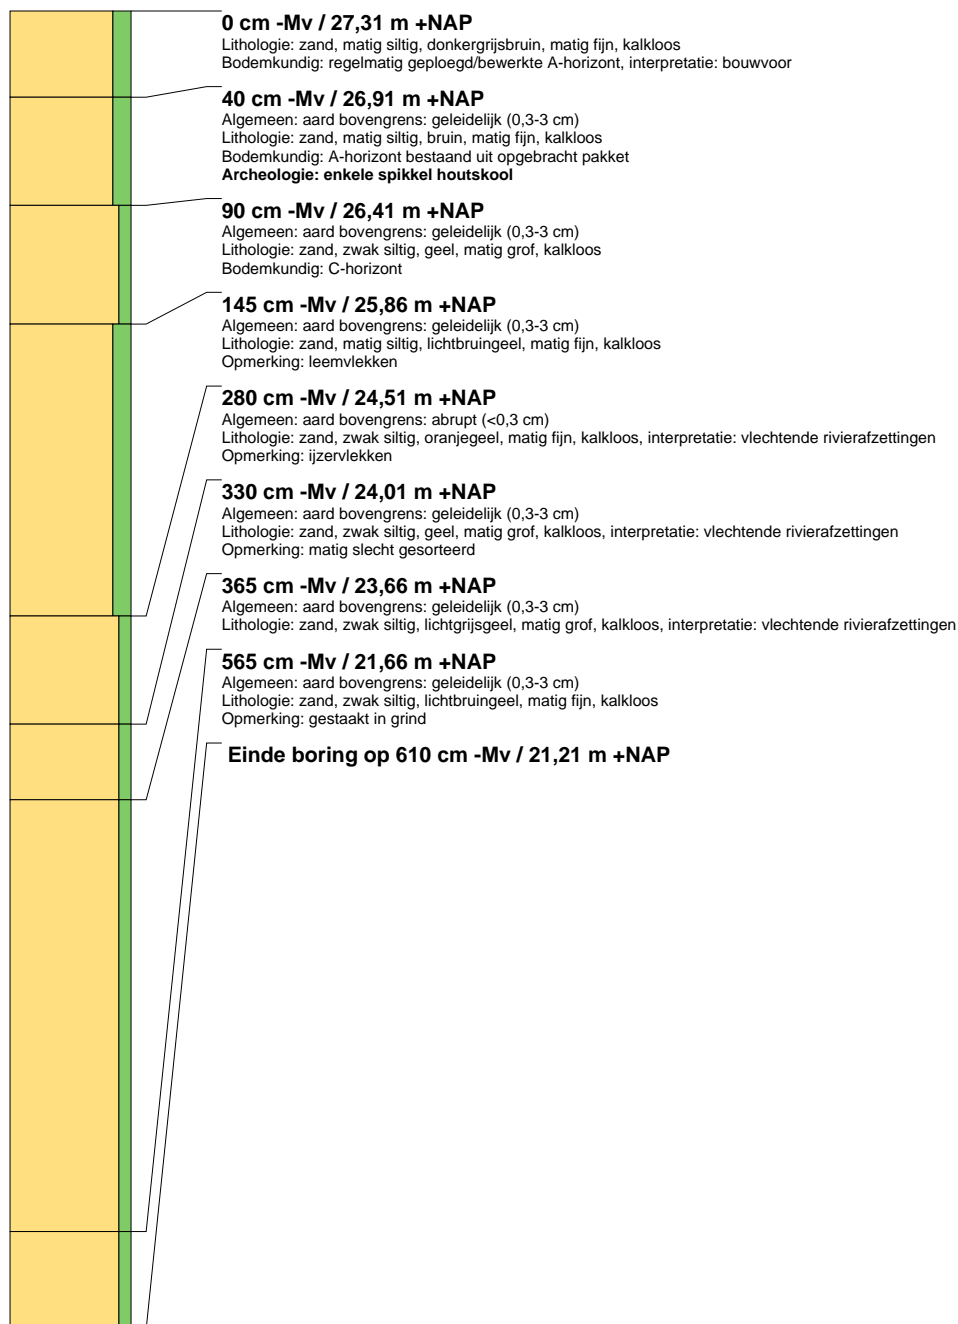 0 cm -Mv / 27,31 m +NAP
Lithologie: zand, matig siltig, donkergrijsbruin, matig fijn, kalkloos
Bodemkundig: regelmatig geploegd/bewerkte A-horizont, interpretatie: bouwvoor
40 cm -Mv / 26,91 m +NAP
Algemeen: aard bovengrens: geleidelijk (0,3-3 cm)
Lithologie: zand, matig siltig, bruin, matig fijn, kalkloos
Bodemkundig: A-horizont bestaand uit opgebracht pakket
Archeologie: enkele spikkel houtskool
90 cm -Mv / 26,41 m +NAP
Algemeen: aard bovengrens: geleidelijk (0,3-3 cm)
Lithologie: zand, zwak siltig, geel, matig grof, kalkloos
Bodemkundig: C-horizont
145 cm -Mv / 25,86 m +NAP
Algemeen: aard bovengrens: geleidelijk (0,3-3 cm)
Lithologie: zand, matig siltig, lichtbruingeel, matig fijn, kalkloos
Opmerking: leemvlekken
280 cm -Mv / 24,51 m +NAP
Algemeen: aard bovengrens: abrupt (<0,3 cm)
Lithologie: zand, zwak siltig, oranjegeel, matig fijn, kalkloos, interpretatie: vlechtende rivierafzettingen
Opmerking: ijzervlekken
330 cm -Mv / 24,01 m +NAP
Algemeen: aard bovengrens: geleidelijk (0,3-3 cm)
Lithologie: zand, zwak siltig, geel, matig grof, kalkloos, interpretatie: vlechtende rivierafzettingen
Opmerking: matig slecht gesorteerd
365 cm -Mv / 23,66 m +NAP
Algemeen: aard bovengrens: geleidelijk (0,3-3 cm)
Lithologie: zand, zwak siltig, lichtgrijsgeel, matig grof, kalkloos, interpretatie: vlechtende rivierafzettingen
565 cm -Mv / 21,66 m +NAP
Algemeen: aard bovengrens: geleidelijk (0,3-3 cm)
Lithologie: zand, zwak siltig, lichtbruingeel, matig fijn, kalkloos
Opmerking: gestaakt in grind
Einde boring op 610 cm -Mv / 21,21 m +NAP